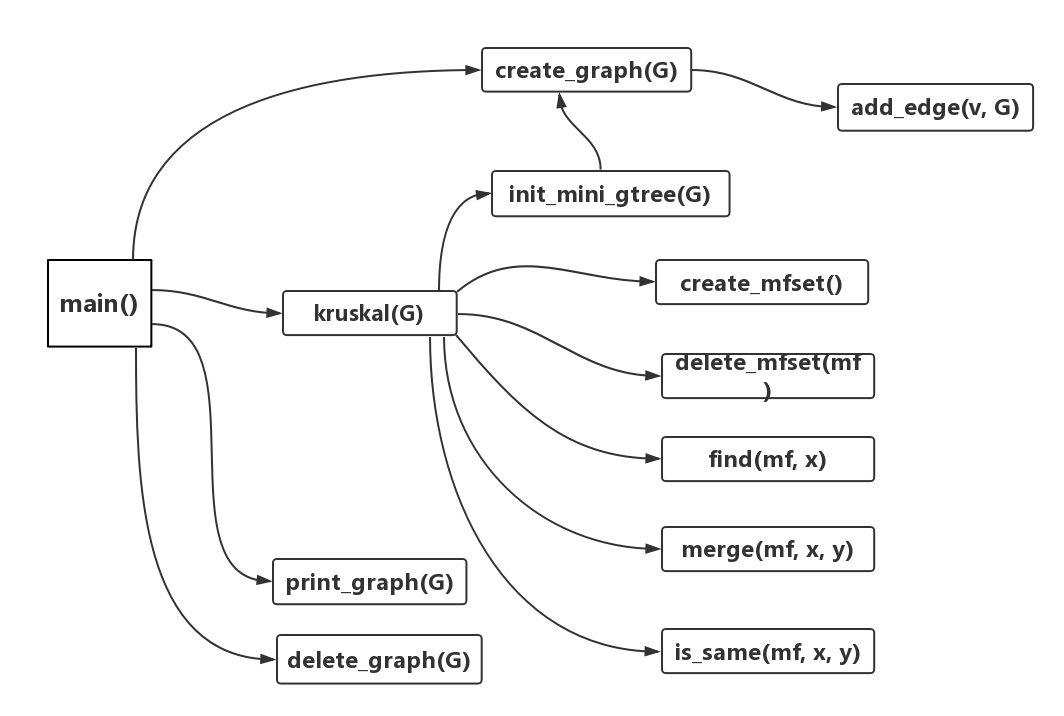 create_graph(G)
add_edge(v, G)
init_mini_gtree(G)
main()
kruskal(G)
create_mfset()
delete_mfset(mf
)
find(mf, x)
merge(mf, x, y)
print_graph(G)
delete_graph(G)
is_same(mf, x, y)